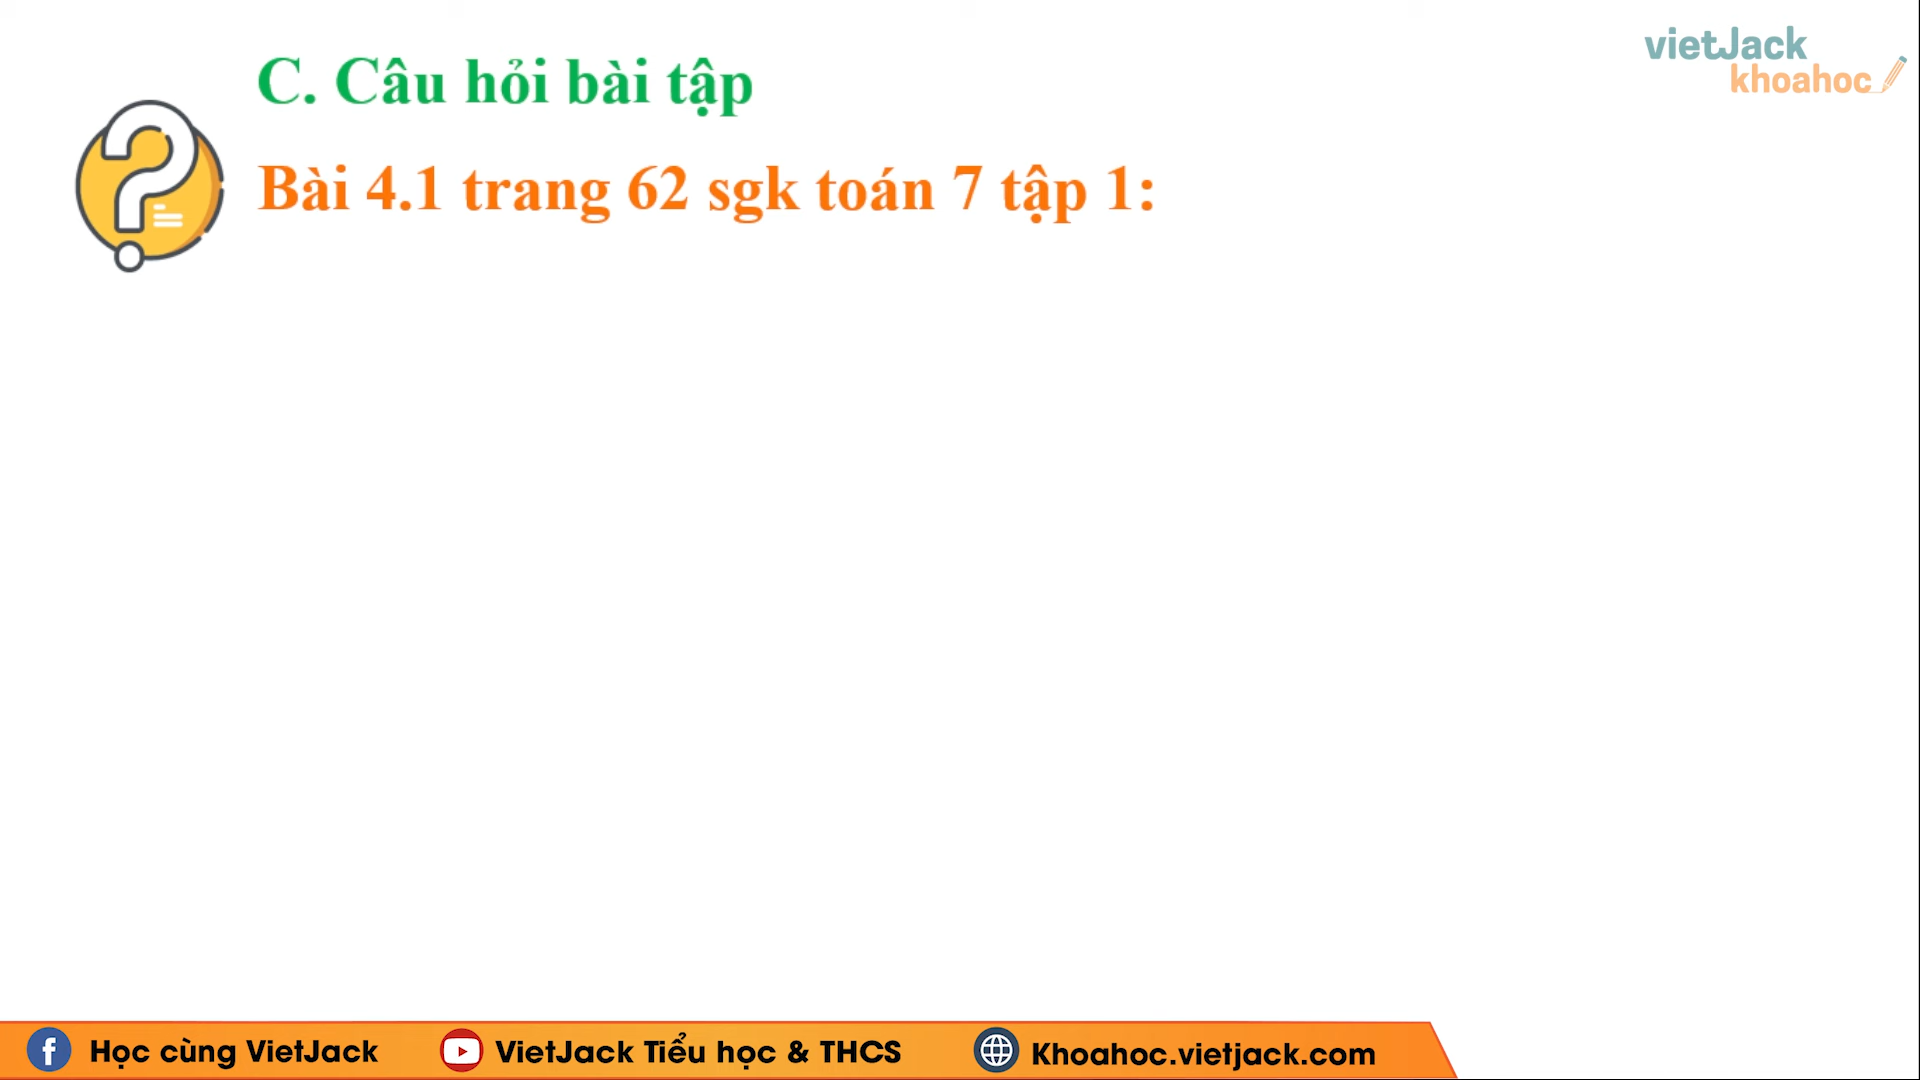 vietJack
khoahoc
C. Câu hỏi bài tập
Bài 4.1 trang 62 sgk toán 7 tập 1:
Học cùng VietJack
VietJack Tiểu học & THCS
Khoahoc.vietjack.com